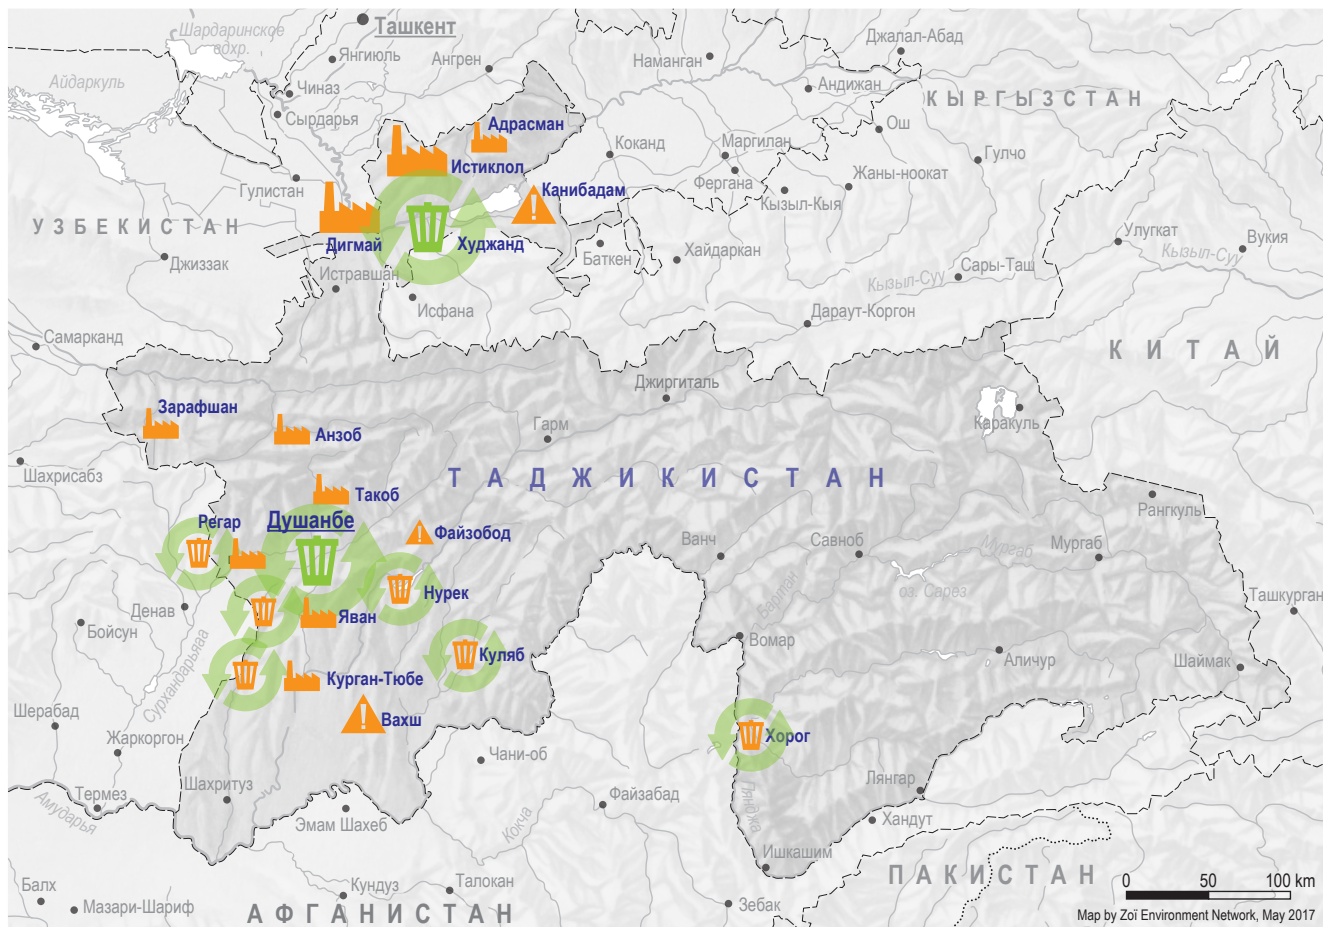 Шардаринское
вдхр.
Ташкент
Янгиюль
Ангрен
Наманган
Джалал-Абад
Айдаркуль
Чиназ
Андижан
КЫРГЫЗСТАН
Сырдарья
Адрасман
Коканд
Маргилан
Ош
Истиклол
Гулчо
Гулистан
Канибадам
Фергана
Жаны-ноокат
Кызыл-Кыя
УЗБЕКИСТАН
Дигмай
Худжанд
Баткен
Хайдаркан
Улугкат
Вукия
Кызыл-Суу
Джиззак
Истравшан
Сары-Таш
Кызыл-Суу
Исфана
Дараут-Коргон
Самарканд
КИТАЙ
Джиргиталь
Зарафшан
Анзоб
Гарм
Каракуль
Шахрисабз
ТАДЖИКИСТАН
Такоб
Рангкуль
Регар
Душанбе
Файзобод
Ванч
Савноб
Мургаб
Мургаб
Бартанг
оз. Сарез
Нурек
Ташкурган
Денав
Яван
Бойсун
Вомар
Сурхандарьяаа
Куляб
Аличур
Шаймак
Курган-Тюбе
Шерабад
Вахш
Хорог
Жаркоргон
Чани-об
Шахритуз
Лянгар
Термез
Пянджа
Файзабад
Амударья
Эмам Шахеб
Кокча
Хандут
Ишкашим
ПАКИСТАН
Балх
Кундуз
Талокан
0 50 100 km
Мазари-Шариф
АФГАНИСТАН
Зебак
Map by Zoï Environment Network, May 2017